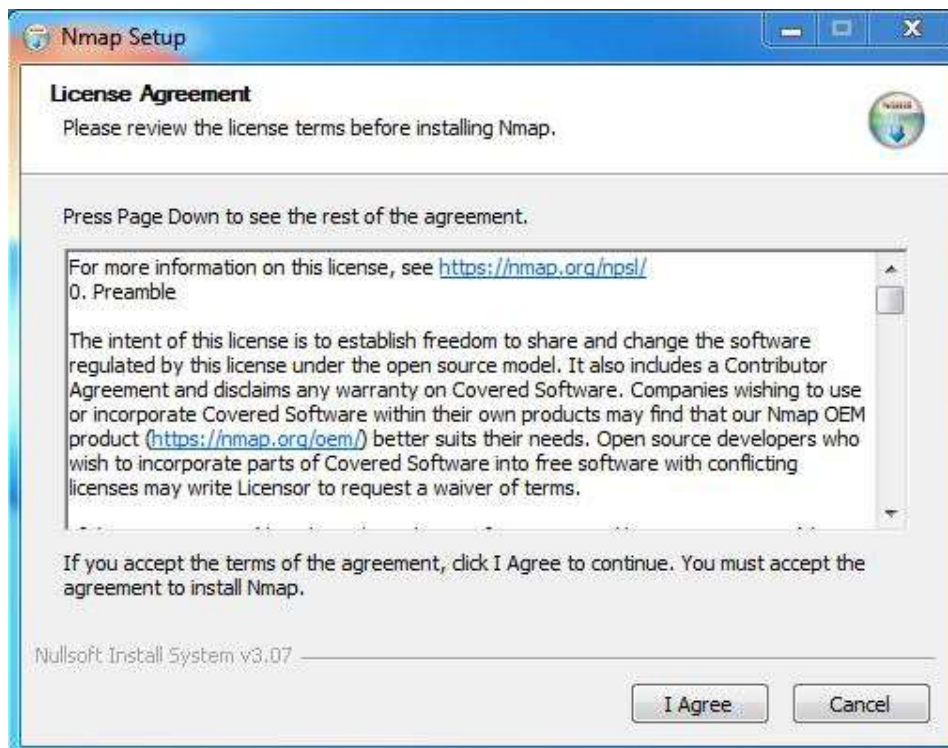 Nmap Setup
License Agreement
Please review the license terms before installing Nmap.
Press Page Down to see the rest of the agreement.
For more information on this license, see https://nmap.org/npsl/
0. Preamble
The intent of this license is to establish freedom to share and change the software
regulated by this license under the open source model. It also includes a Contributor
Agreement and disclaims any warranty on Covered Software. Companies wishing to use
or incorporate Covered Software within their own products may find that our Nmap OEM
product (https://nmap.org/oem/) better suits their needs. Open source developers who
wish to incorporate parts of Covered Software into free software with conflicting
licenses may write Licensor to request a waiver of terms.
If you accept the terms of the agreement, click I Agree to continue. You must accept the
agreement to install Nmap.
Nullsoft Install System v3.07
I Agree
Cancel